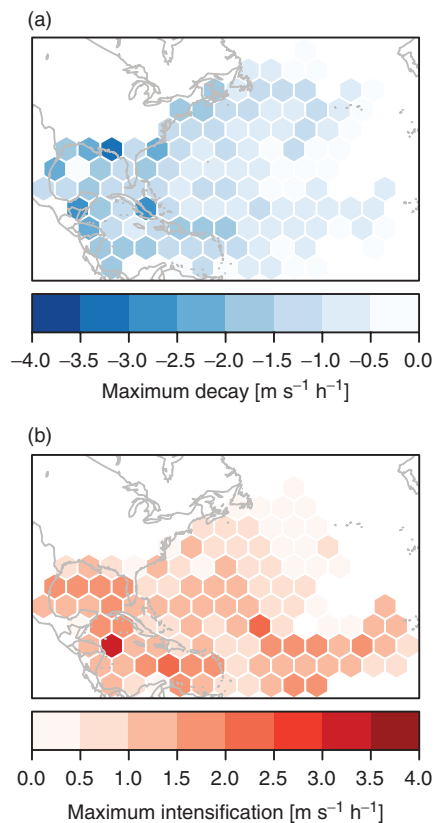 (a)
−4.0 −3.5 −3.0 −2.5 −2.0 −1.5 −1.0 −0.5 0.0
Maximum decay [m s⁻¹ h⁻¹]
(b)
0.0 0.5 1.0 1.5 2.0 2.5 3.0 3.5 4.0
Maximum intensification [m s⁻¹ h⁻¹]